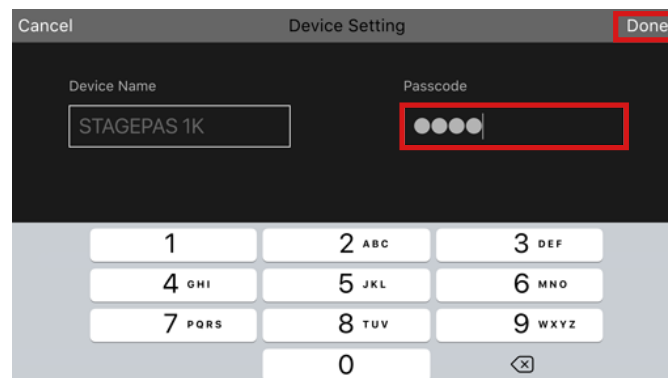 Cancel Device Setting Done
Device Name Passcode
STAGEPAS 1K ●●●●
1 2 ABC 3 DEF
4 GHI 5 JKL 6 MNO
7 PQRS 8 TUV 9 WXYZ
0